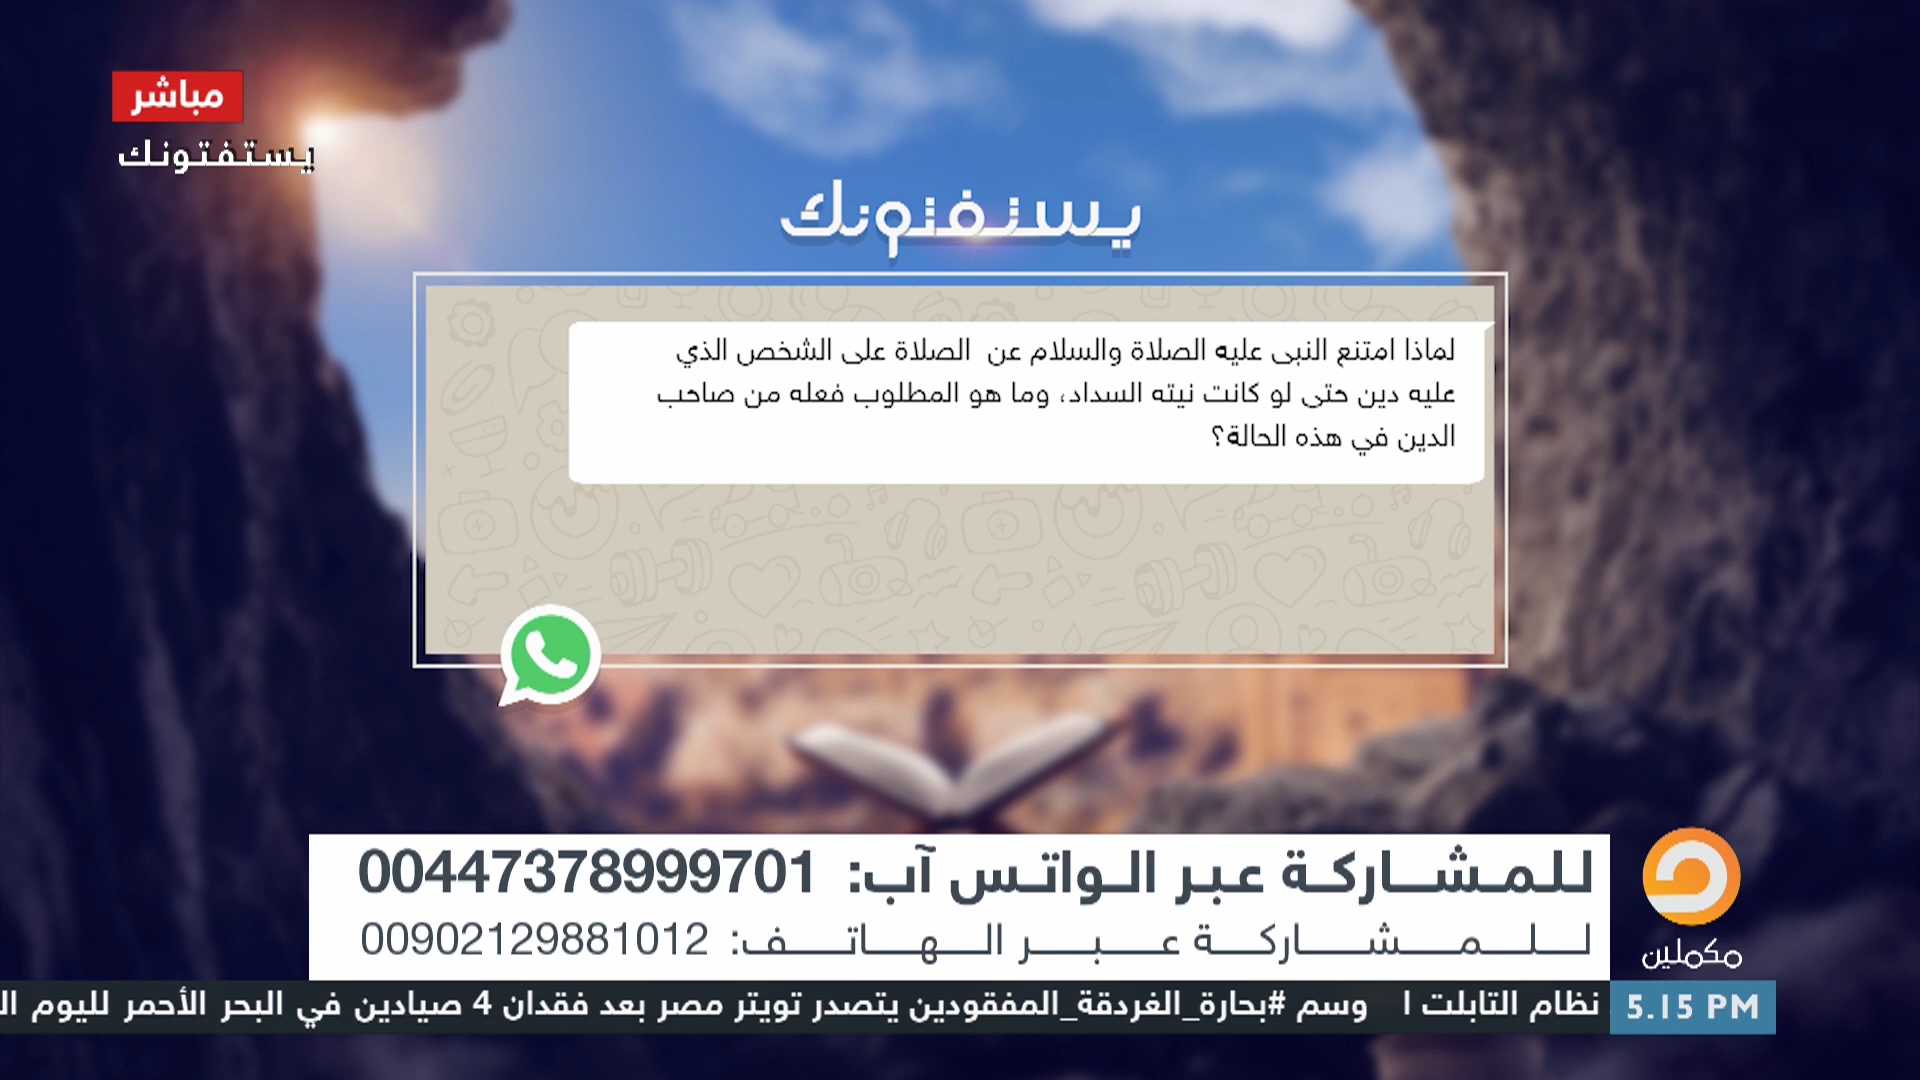 مباشر
يستفتونك
يستفتونك
لماذا امتنع النبى عليه الصلاة والسلام عن الصلاة على الشخص الذي
عليه دين حتى لو كانت نيته السداد، وما هو المطلوب فعله من صاحب
الدين في هذه الحالة؟
للمشاركة عبر الواتس آب: 00447378999701
للمشاركة عبر الهاتف: 00902129881012
مكملين
نظام التابلت ا وسم #بحارة_الغردقة_المفقودين يتصدر تويتر مصر بعد فقدان 4 صيادين في البحر الأحمر لليوم ال
5.15 PM